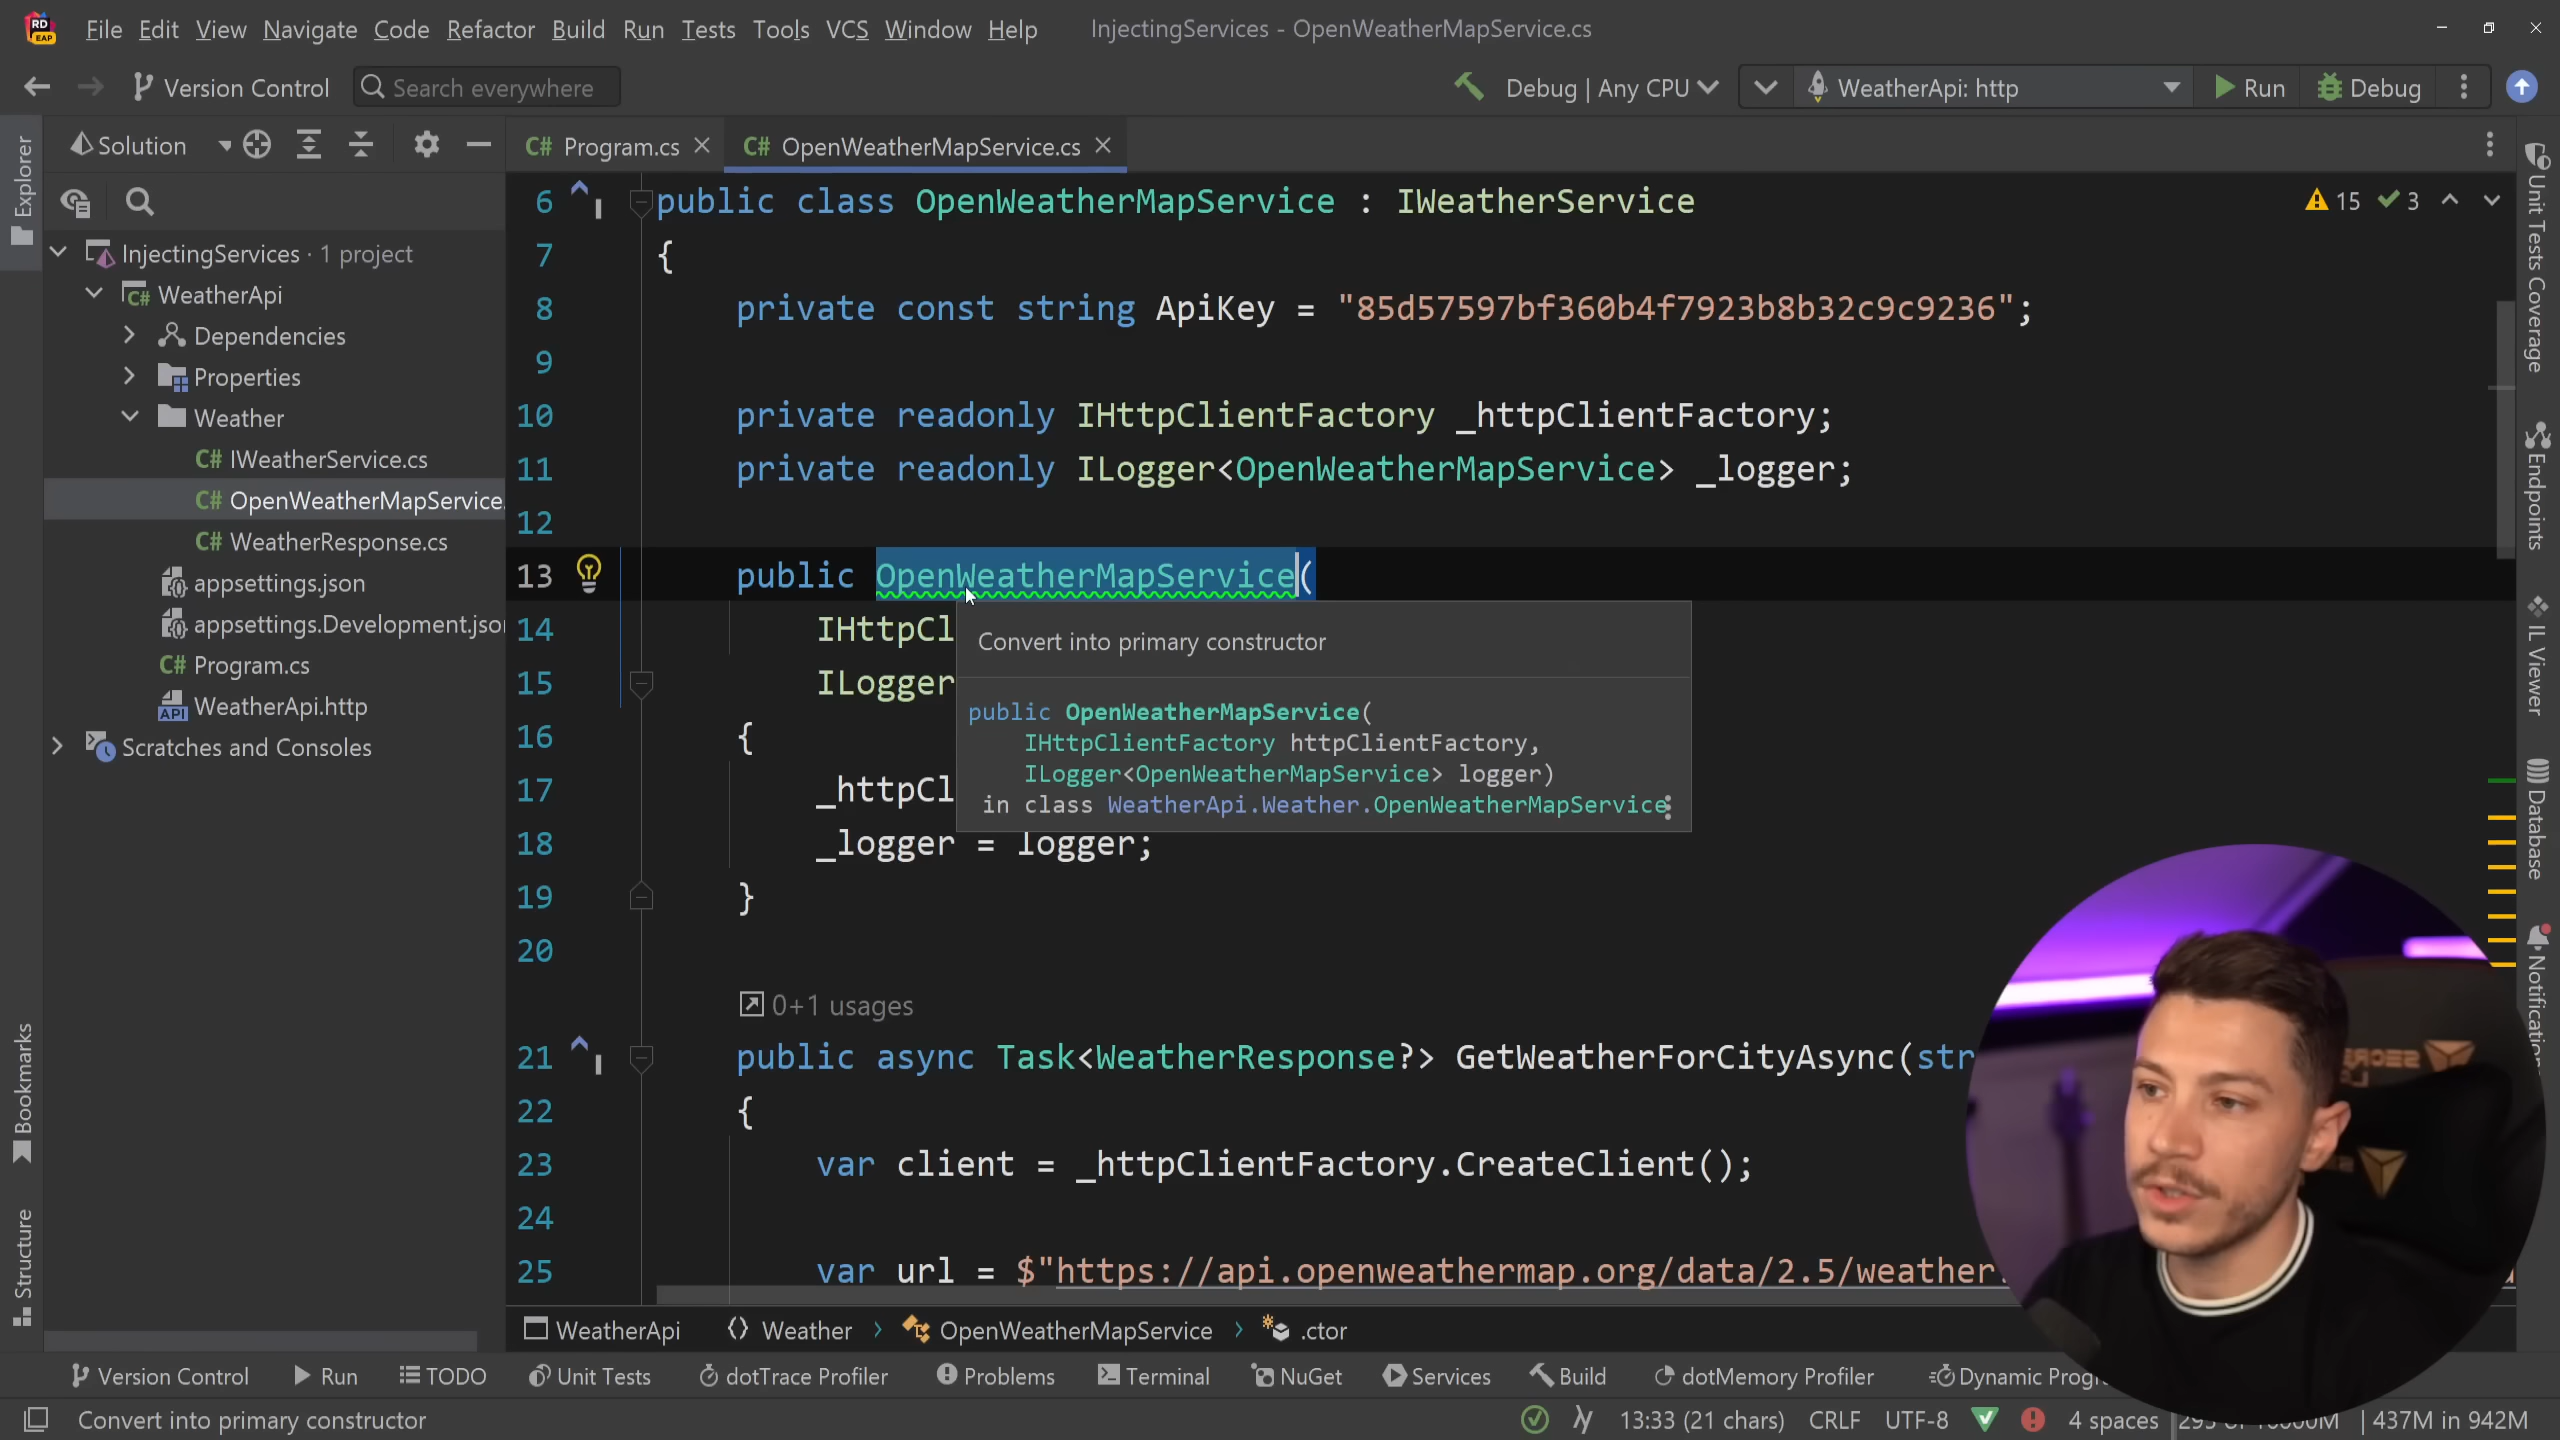 RD EAP File Edit View Navigate Code Refactor Build Run Tests Tools VCS Window Help InjectingServices - OpenWeatherMapService.cs
Version Control Search everywhere Debug | Any CPU WeatherApi: http Run Debug
Explorer
Solution
C# Program.cs C# OpenWeatherMapService.cs
InjectingServices · 1 project
WeatherApi
Dependencies
Properties
Weather
C# IWeatherService.cs
C# OpenWeatherMapService.
C# WeatherResponse.cs
appsettings.json
appsettings.Development.jso
C# Program.cs
API WeatherApi.http
Scratches and Consoles
Bookmarks
Structure
6 public class OpenWeatherMapService : IWeatherService
15 3
7 {
8 private const string ApiKey = "85d57597bf360b4f7923b8b32c9c9236";
9
10 private readonly IHttpClientFactory _httpClientFactory;
11 private readonly ILogger<OpenWeatherMapService> _logger;
12
13 public OpenWeatherMapService(
14 IHttpCl
15 ILogger
16 {
17 _httpCl
18 _logger = logger;
19 }
20
0+1 usages
21 public async Task<WeatherResponse?> GetWeatherForCityAsync(str
22 {
23 var client = _httpClientFactory.CreateClient();
24
25 var url = $"https://api.openweathermap.org/data/2.5/weather
Convert into primary constructor
public OpenWeatherMapService(
IHttpClientFactory httpClientFactory,
ILogger<OpenWeatherMapService> logger)
in class WeatherApi.Weather.OpenWeatherMapService
Unit Tests Coverage
Endpoints
IL Viewer
Database
Notification
WeatherApi Weather OpenWeatherMapService .ctor
Version Control Run TODO Unit Tests dotTrace Profiler Problems Terminal NuGet Services Build dotMemory Profiler Dynamic Progr
Convert into primary constructor 13:33 (21 chars) CRLF UTF-8 4 spaces 437M in 942M